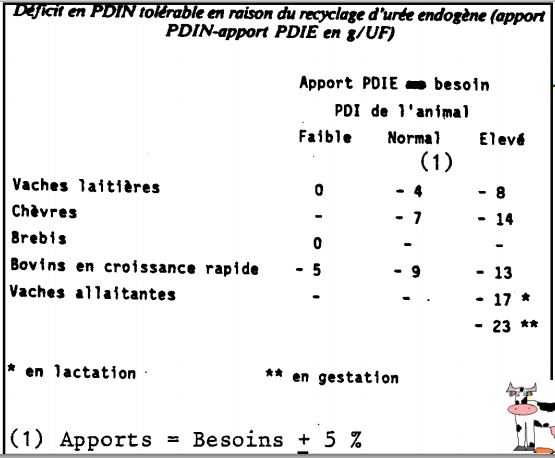 Déficit en PDIN tolérable en raison du recyclage d'urée endogène (apport
PDIN-apport PDIE en g/UF)
Apport PDIE besoin
PDI de l'animal
Faible Normal Elevé
(1)
Vaches laitières 0 - 4 - 8
Chèvres - - 7 - 14
Brebis 0 - -
Bovins en croissance rapide - 5 - 9 - 13
Vaches allaitantes - - - 17 *
- 23 **
* en lactation ** en gestation
(1) Apports = Besoins ± 5 %